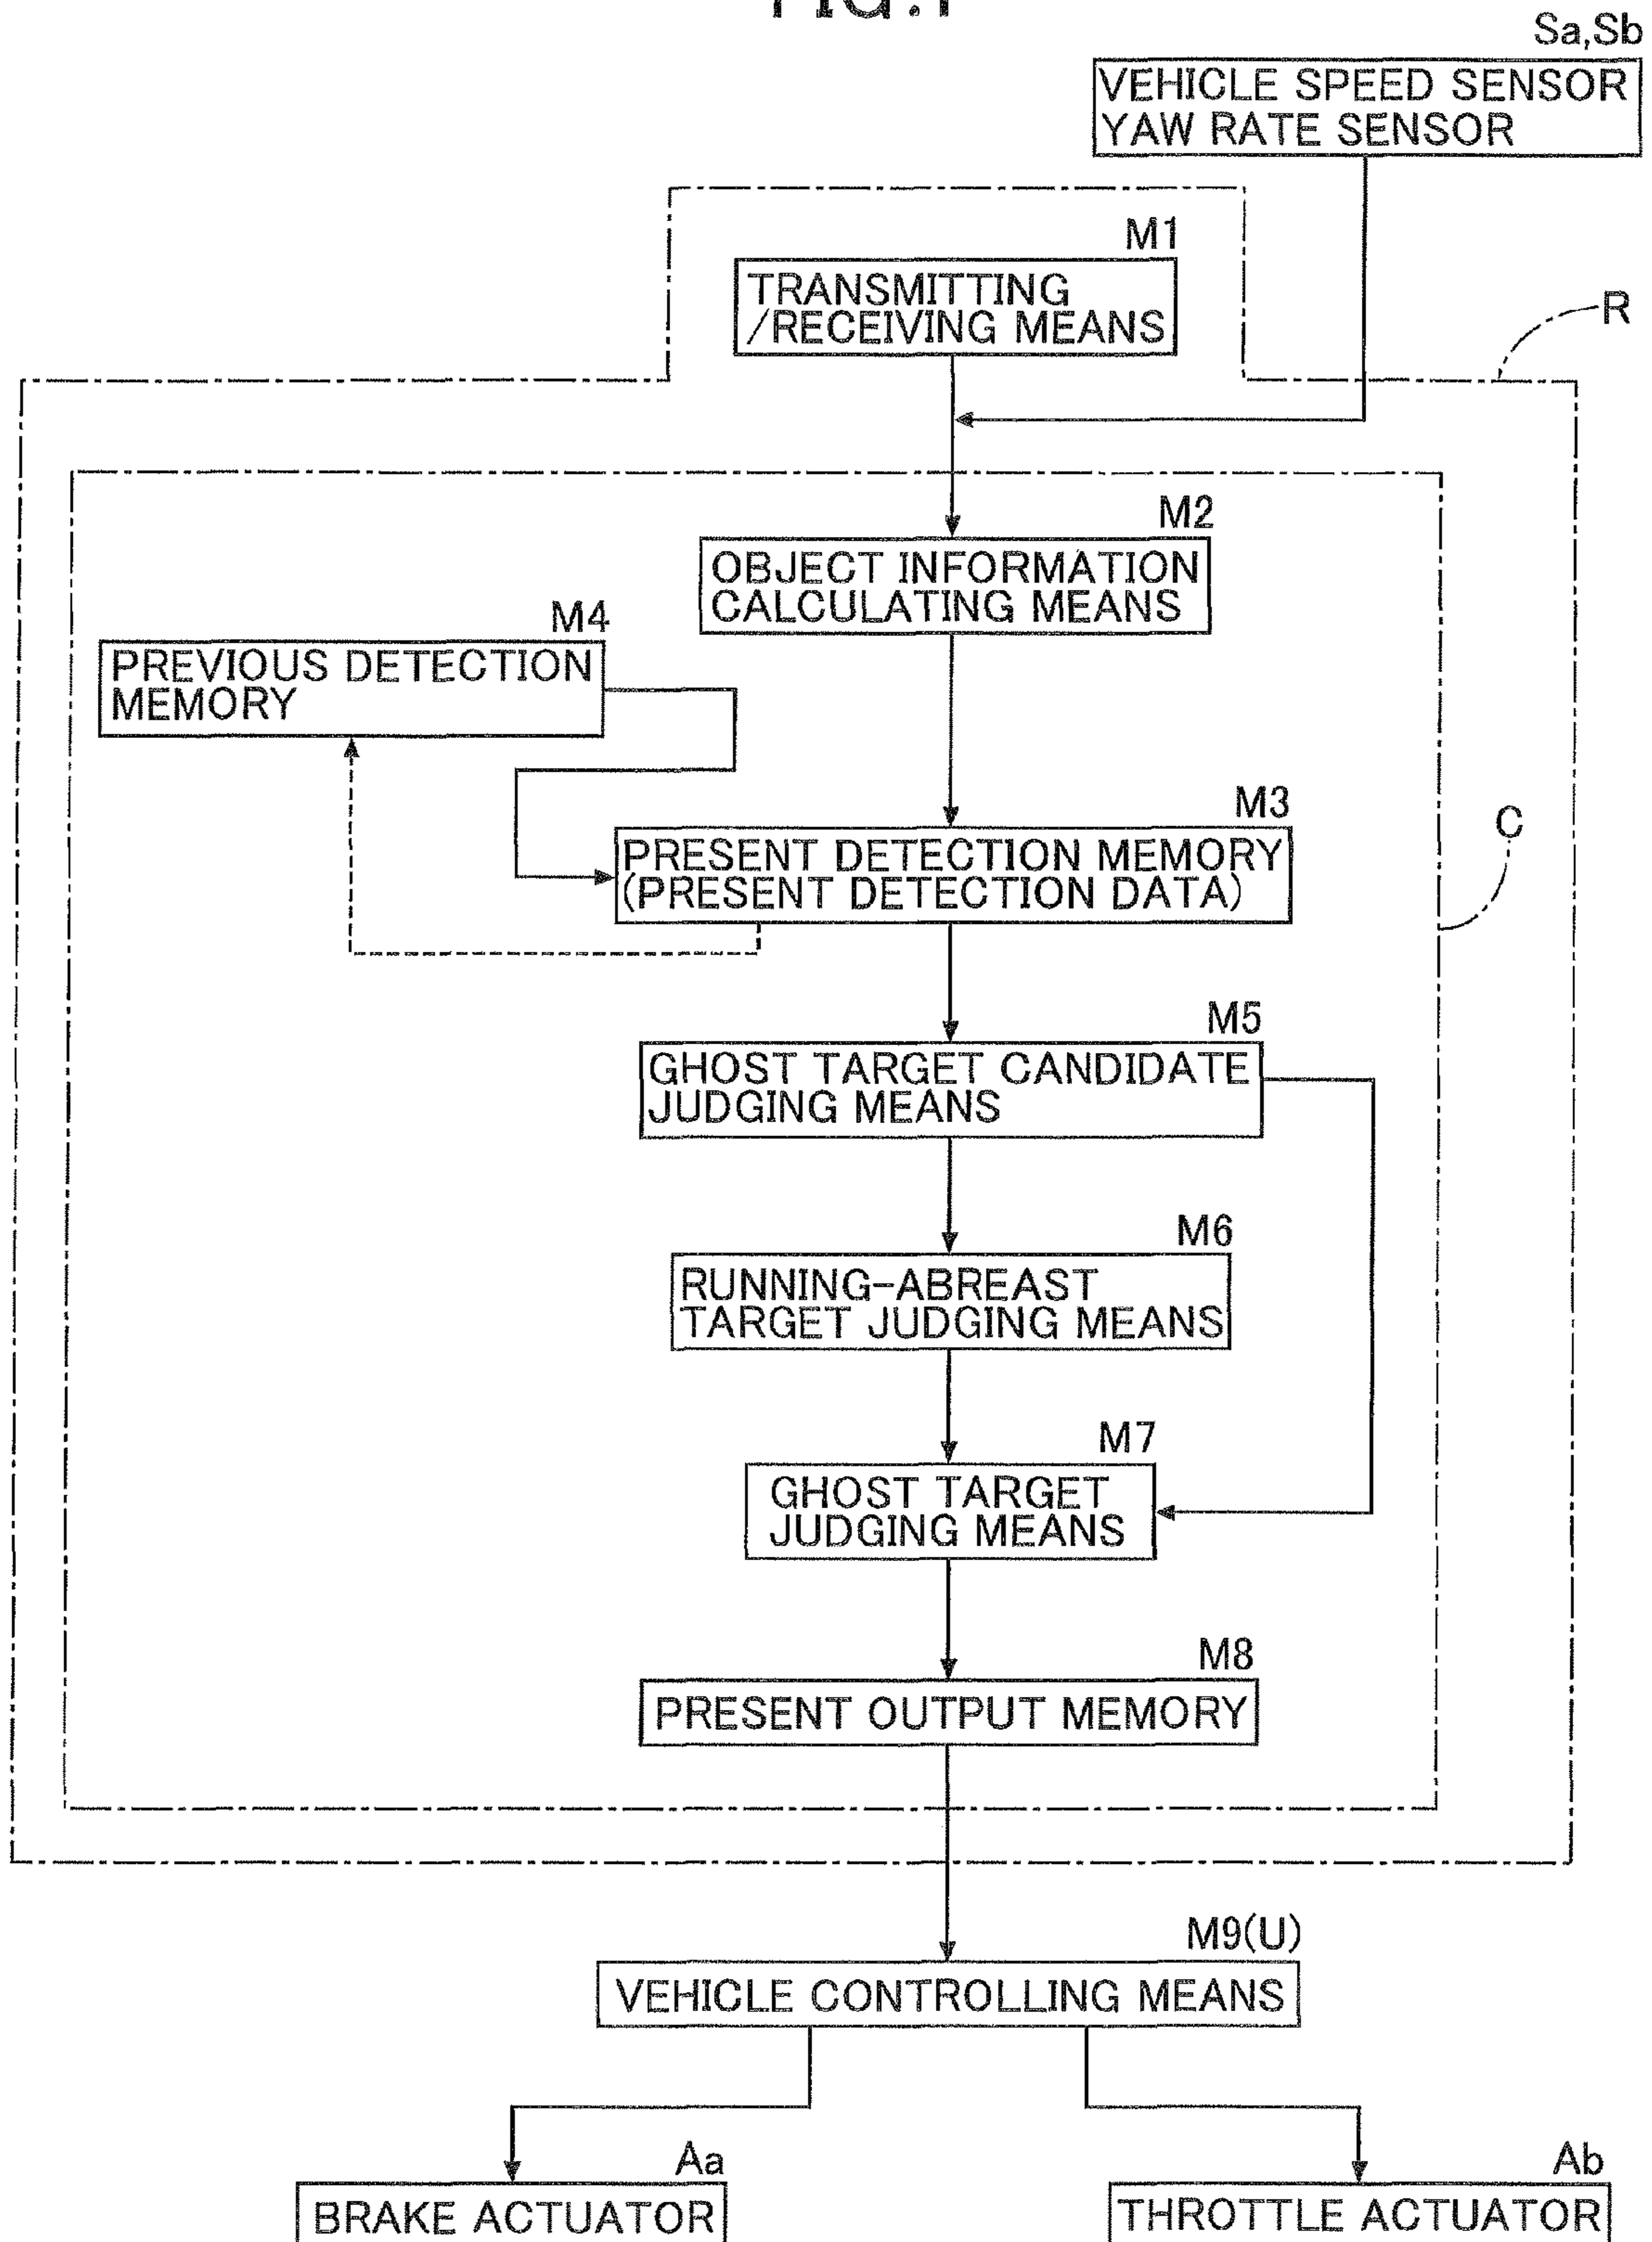 FIG.1
Sa,Sb
VEHICLE SPEED SENSOR
YAW RATE SENSOR
M1
TRANSMITTING
/RECEIVING MEANS
R
M2
OBJECT INFORMATION
CALCULATING MEANS
M4
PREVIOUS DETECTION
MEMORY
M3
PRESENT DETECTION MEMORY
(PRESENT DETECTION DATA)
C
M5
GHOST TARGET CANDIDATE
JUDGING MEANS
M6
RUNNING-ABREAST
TARGET JUDGING MEANS
M7
GHOST TARGET
JUDGING MEANS
M8
PRESENT OUTPUT MEMORY
M9(U)
VEHICLE CONTROLLING MEANS
Aa
BRAKE ACTUATOR
Ab
THROTTLE ACTUATOR